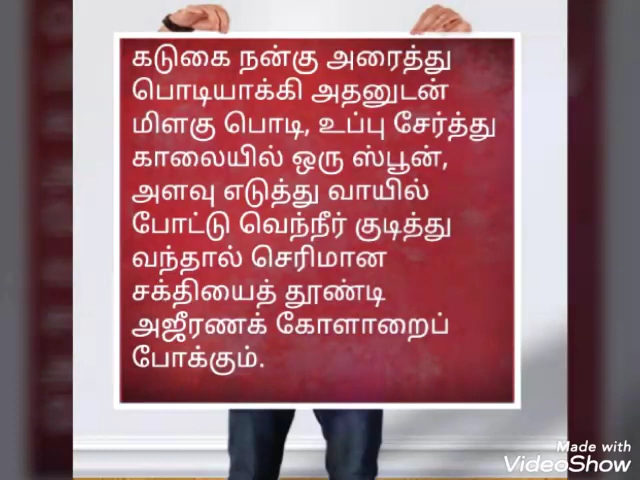 கடுகை நன்கு அரைத்து
பொடியாக்கி அதனுடன்
மிளகு பொடி, உப்பு சேர்த்து
காலையில் ஒரு ஸ்பூன்,
அளவு எடுத்து வாயில்
போட்டு வெந்நீர் குடித்து
வந்தால் செரிமான
சக்தியைத் தூண்டி
அஜீரணக் கோளாறைப்
போக்கும்.
Made with
VideoShow